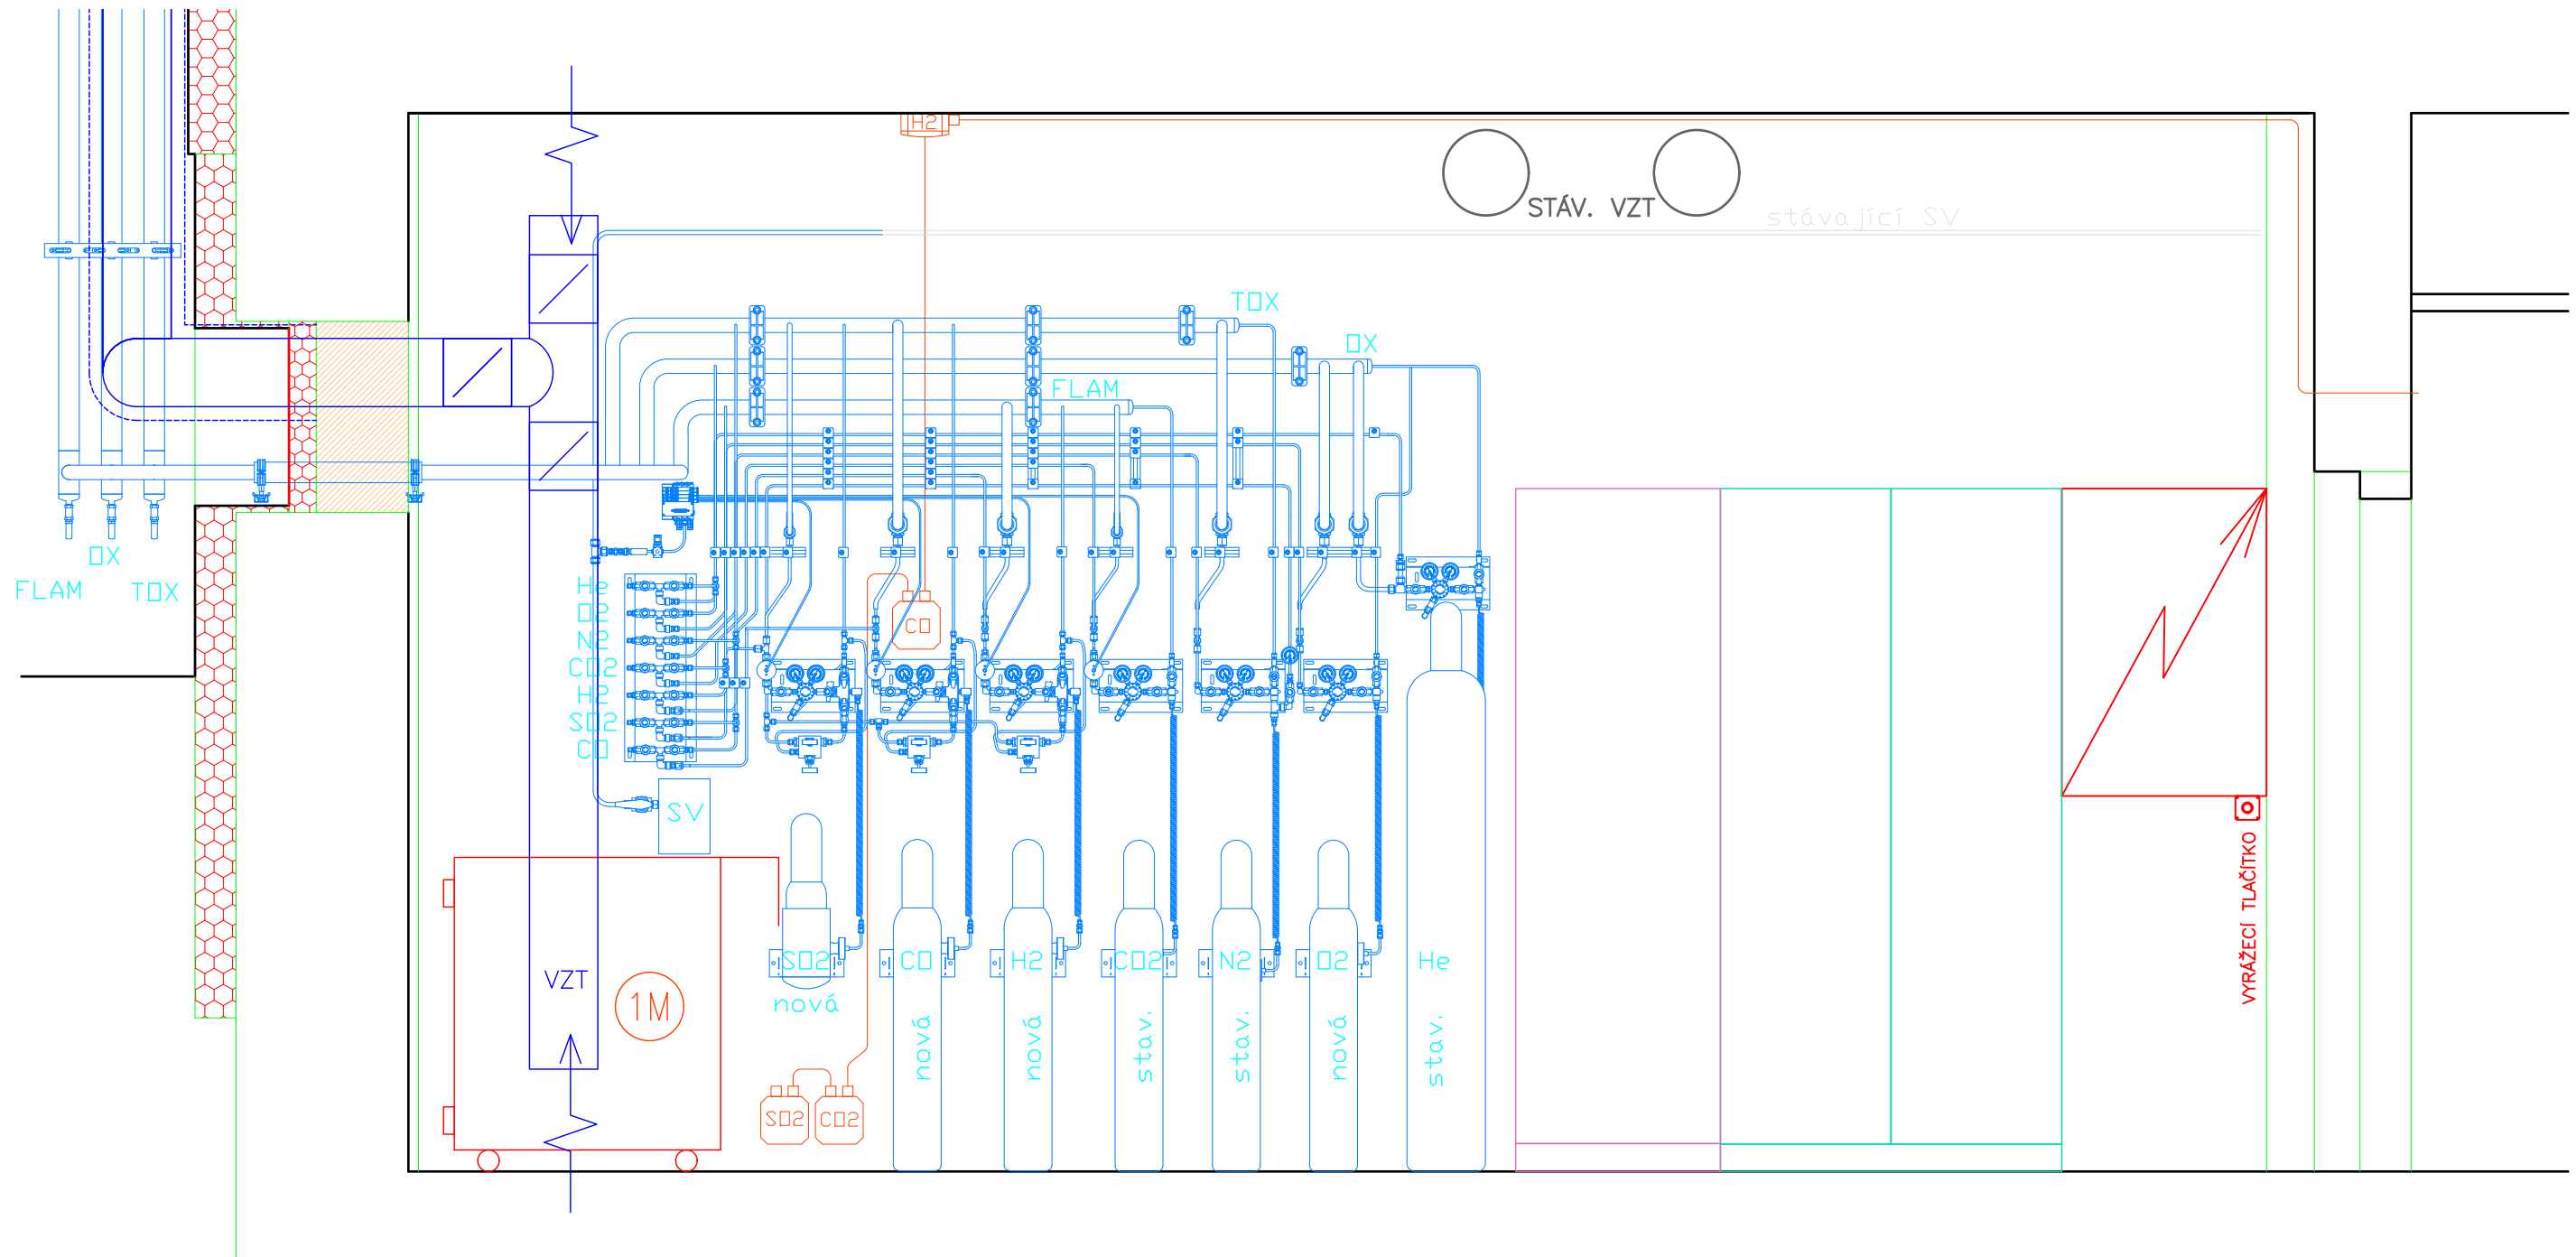 H2
STÁV. VZT
stávající SV
TOX
OX
FLAM
OX
FLAM
TOX
He
O2
N2
CO2
H2
SO2
CO
CO
SV
VYRÁŽECÍ TLAČÍTKO
VZT
1M
SO2
nová
CO
nová
H2
nová
CO2
stav.
N2
stav.
O2
nová
He
stav.
SO2
CO2